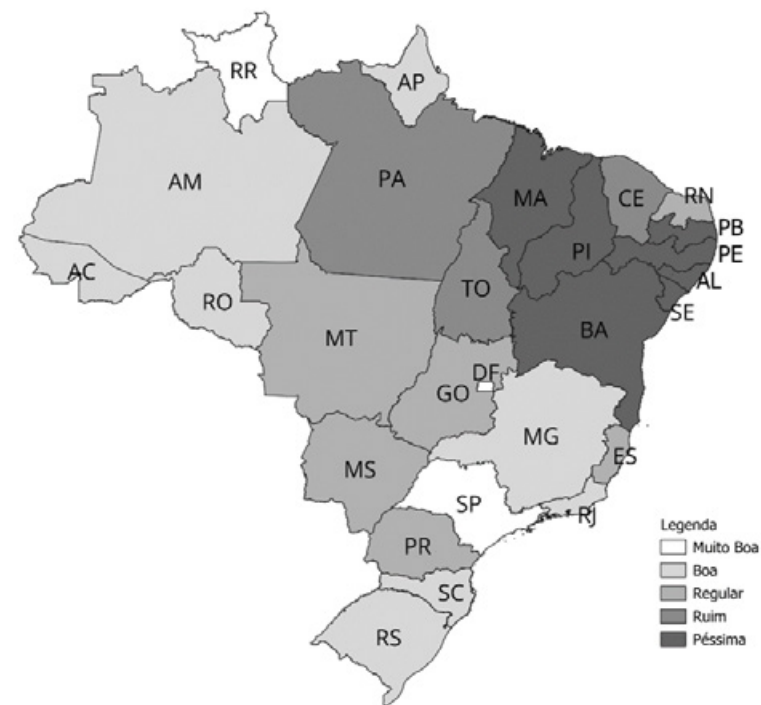 RR
AP
AM
PA
MA
CE
RN
PB
PI
PE
AC
AL
TO
RO
SE
BA
MT
DF
GO
MG
ES
MS
SP
RJ
PR
SC
RS
Legenda
Muito Boa
Boa
Regular
Ruim
Péssima